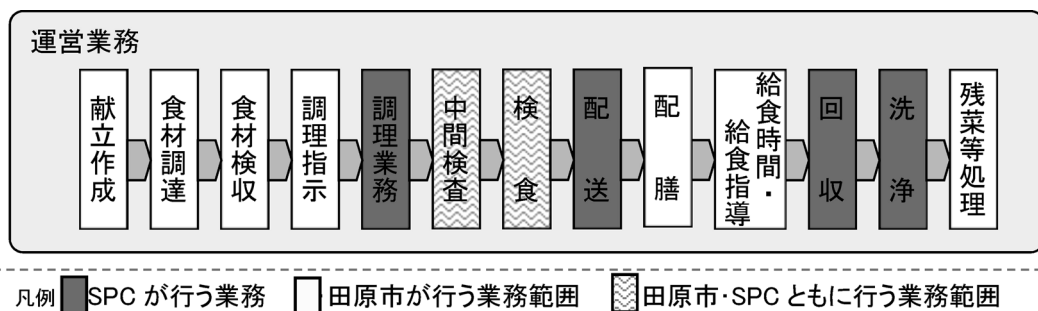 運営業務
献立作成
食材調達
食材検収
調理指示
調理業務
中間検査
検食
配送
配膳
給食時間・
給食指導
回収
洗浄
残菜等処理
凡例 SPC が行う業務 田原市が行う業務範囲 田原市・SPC ともに行う業務範囲